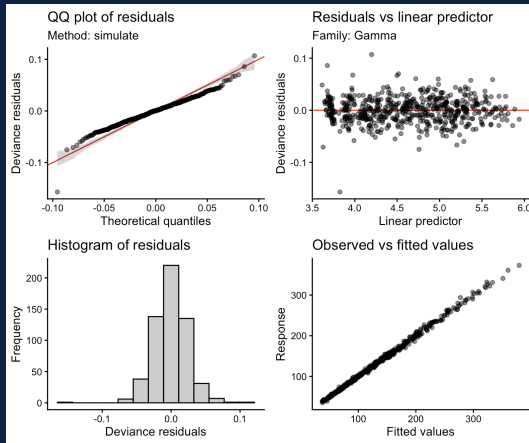 QQ plot of residuals
Method: simulate
Deviance residuals
0.1
0.0
-0.1
-0.10
-0.05
0.00
0.05
0.10
Theoretical quantiles
Residuals vs linear predictor
Family: Gamma
Deviance residuals
0.1
0.0
-0.1
3.5
4.0
4.5
5.0
5.5
6.0
Linear predictor
Histogram of residuals
Frequency
200
150
100
50
0
-0.1
0.0
0.1
Deviance residuals
Observed vs fitted values
Response
300
200
100
100
200
300
Fitted values